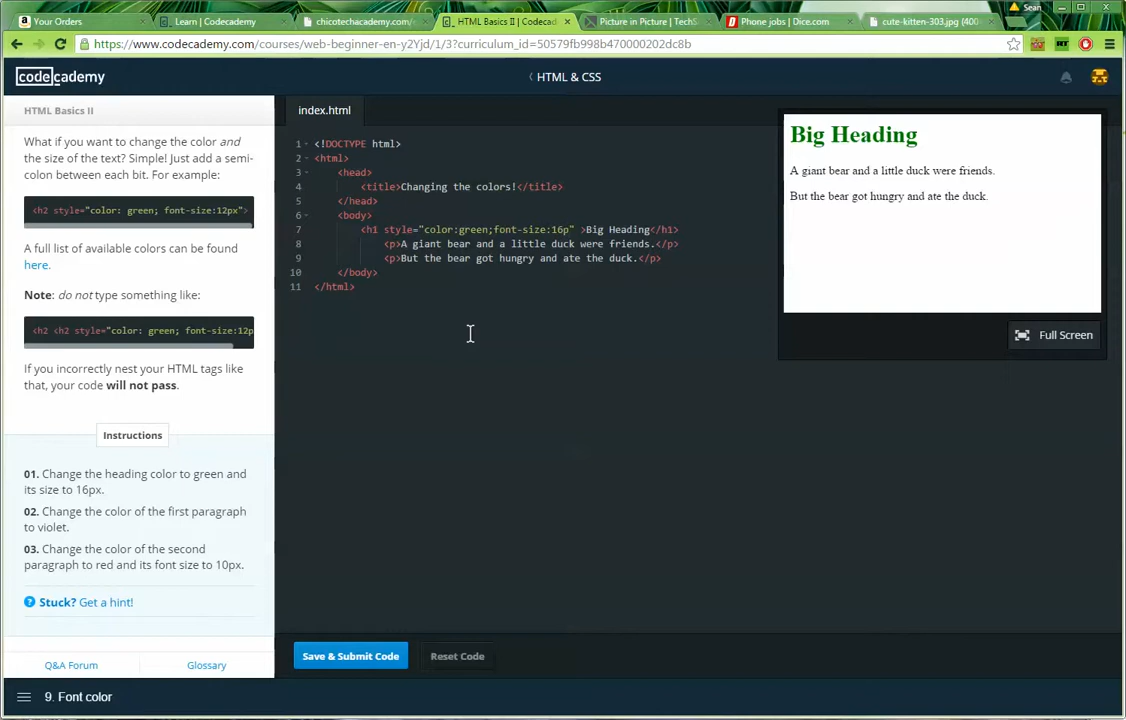 Your Orders
Learn | Codecademy
chicotechacademy.com/e
HTML Basics II | Codecad
Picture in Picture | TechS
Phone jobs | Dice.com
cute-kitten-303.jpg (400
Sean
https://www.codecademy.com/courses/web-beginner-en-y2Yjd/1/3?curriculum_id=50579fb998b470000202dc8b
codecademy
HTML & CSS
HTML Basics II
What if you want to change the color and
the size of the text? Simple! Just add a semi-
colon between each bit. For example:
<h2 style="color: green; font-size:12px">
A full list of available colors can be found
here.
Note: do not type something like:
<h2 <h2 style="color: green; font-size:12p
If you incorrectly nest your HTML tags like
that, your code will not pass.
Instructions
01. Change the heading color to green and
its size to 16px.
02. Change the color of the first paragraph
to violet.
03. Change the color of the second
paragraph to red and its font size to 10px.
? Stuck? Get a hint!
Q&A Forum
Glossary
9. Font color
index.html
1 <!DOCTYPE html>
2 <html>
3 <head>
4 <title>Changing the colors!</title>
5 </head>
6 <body>
7 <h1 style="color:green;font-size:16p" >Big Heading</h1>
8 <p>A giant bear and a little duck were friends.</p>
9 <p>But the bear got hungry and ate the duck.</p>
10 </body>
11 </html>
Save & Submit Code
Reset Code
Big Heading
A giant bear and a little duck were friends.
But the bear got hungry and ate the duck.
Full Screen